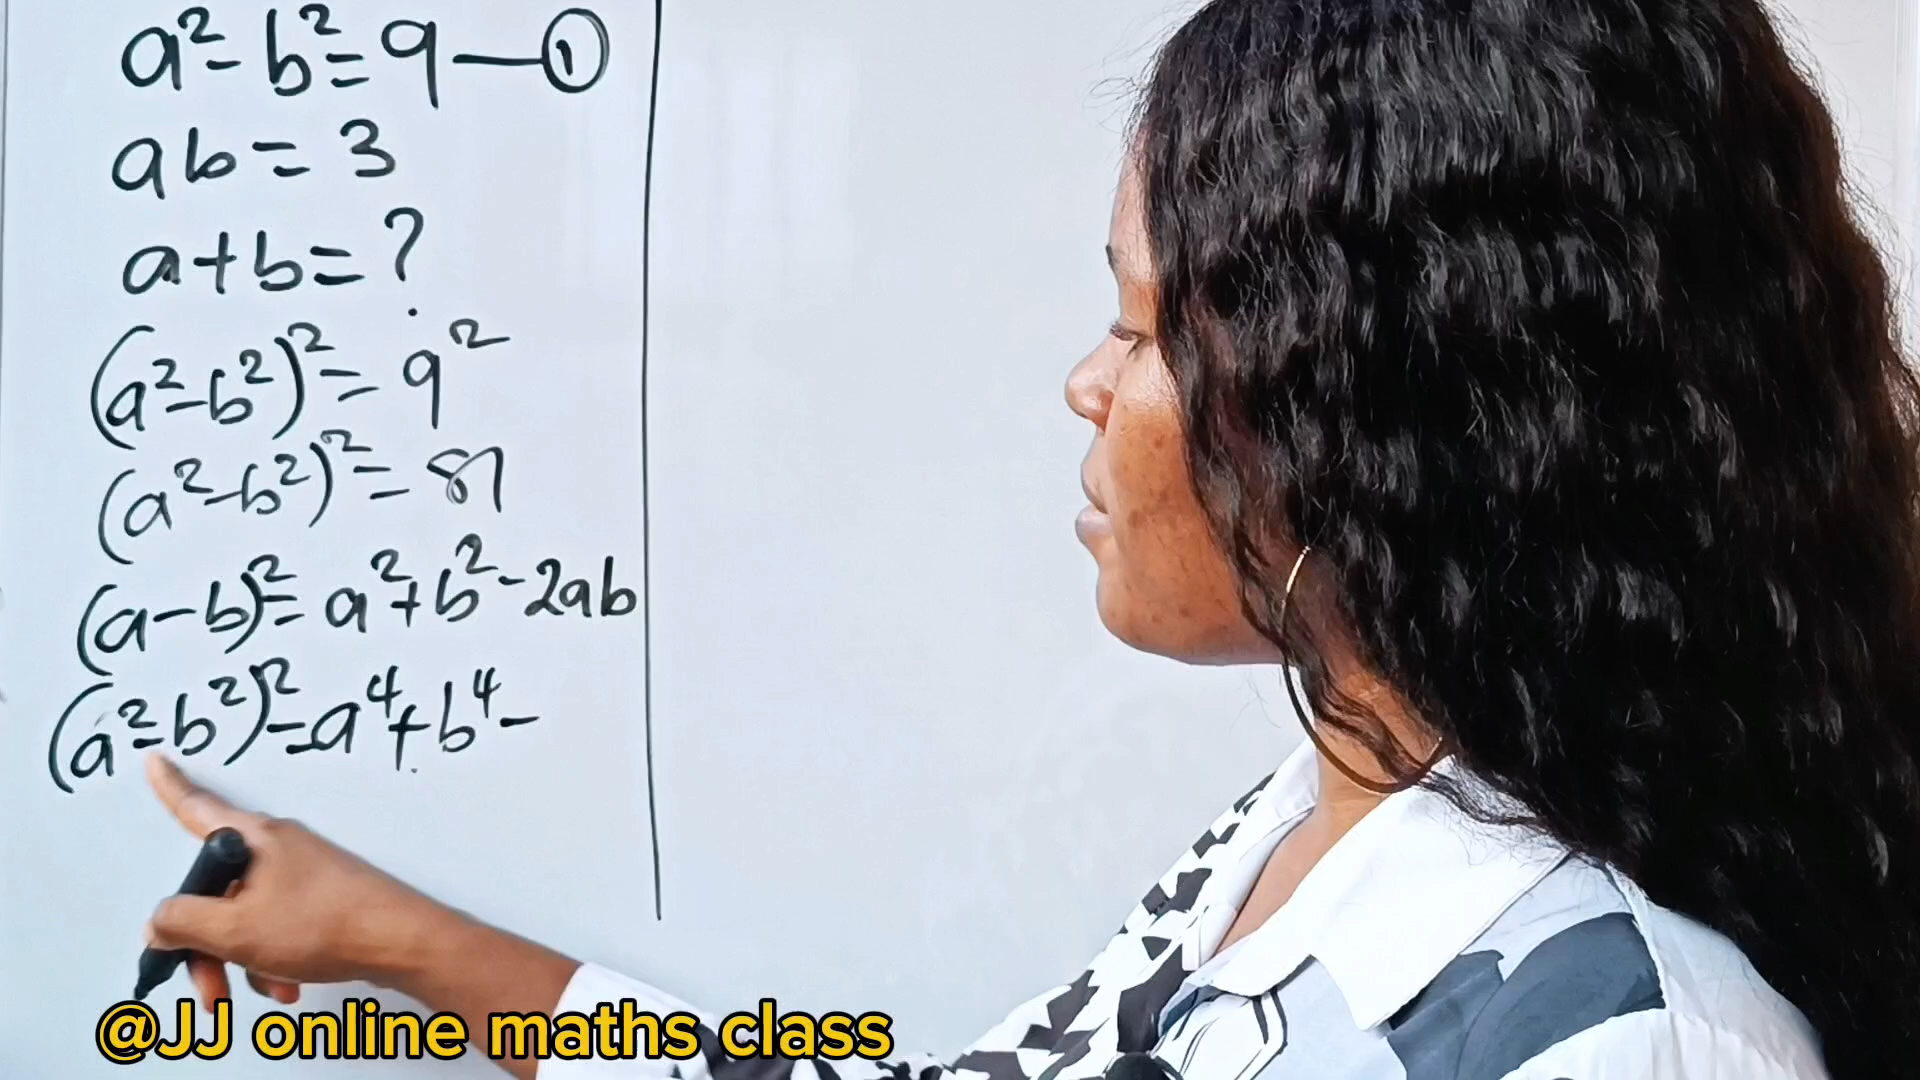 a² - b² = 9 — ①
ab = 3
a + b = ?
(a² - b²)² = 9²
(a² - b²)² = 81
(a - b)² = a² + b² - 2ab
(a² - b²)² = a⁴ + b⁴ -
@JJ online maths class